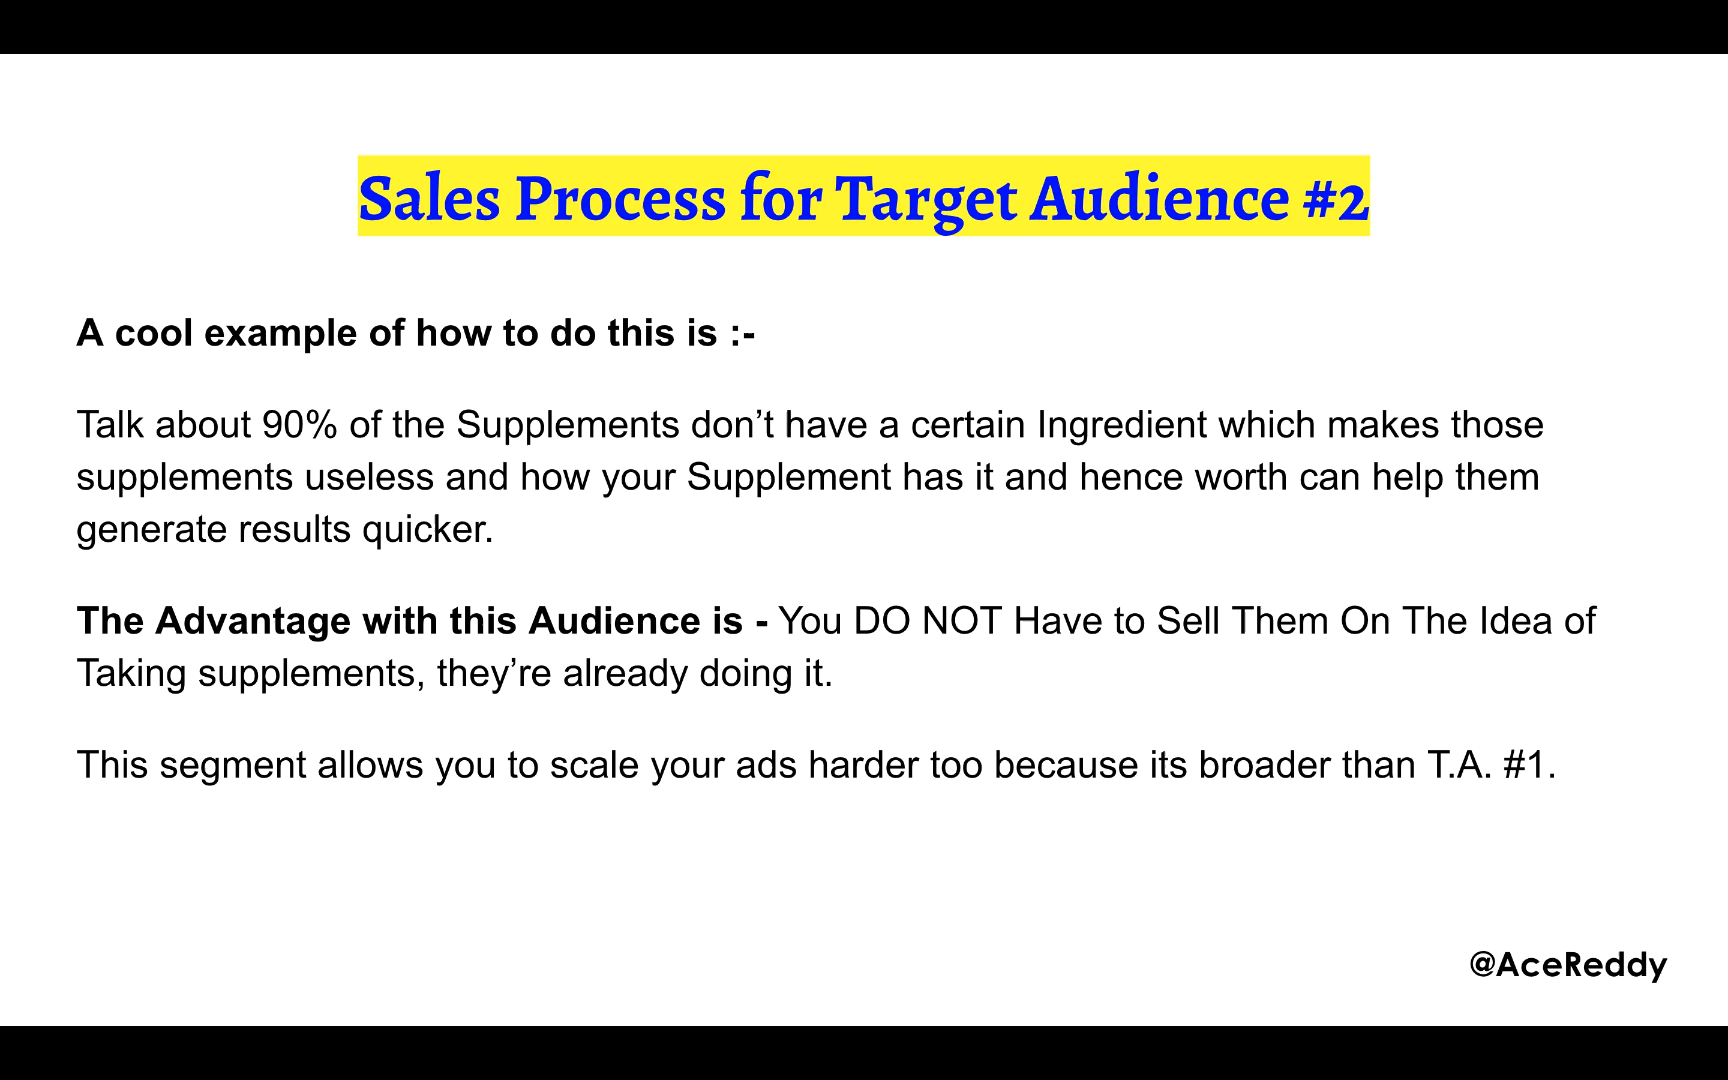 Sales Process for Target Audience #2
A cool example of how to do this is :-
Talk about 90% of the Supplements don’t have a certain Ingredient which makes those
supplements useless and how your Supplement has it and hence worth can help them
generate results quicker.
The Advantage with this Audience is - You DO NOT Have to Sell Them On The Idea of
Taking supplements, they’re already doing it.
This segment allows you to scale your ads harder too because its broader than T.A. #1.
@AceReddy